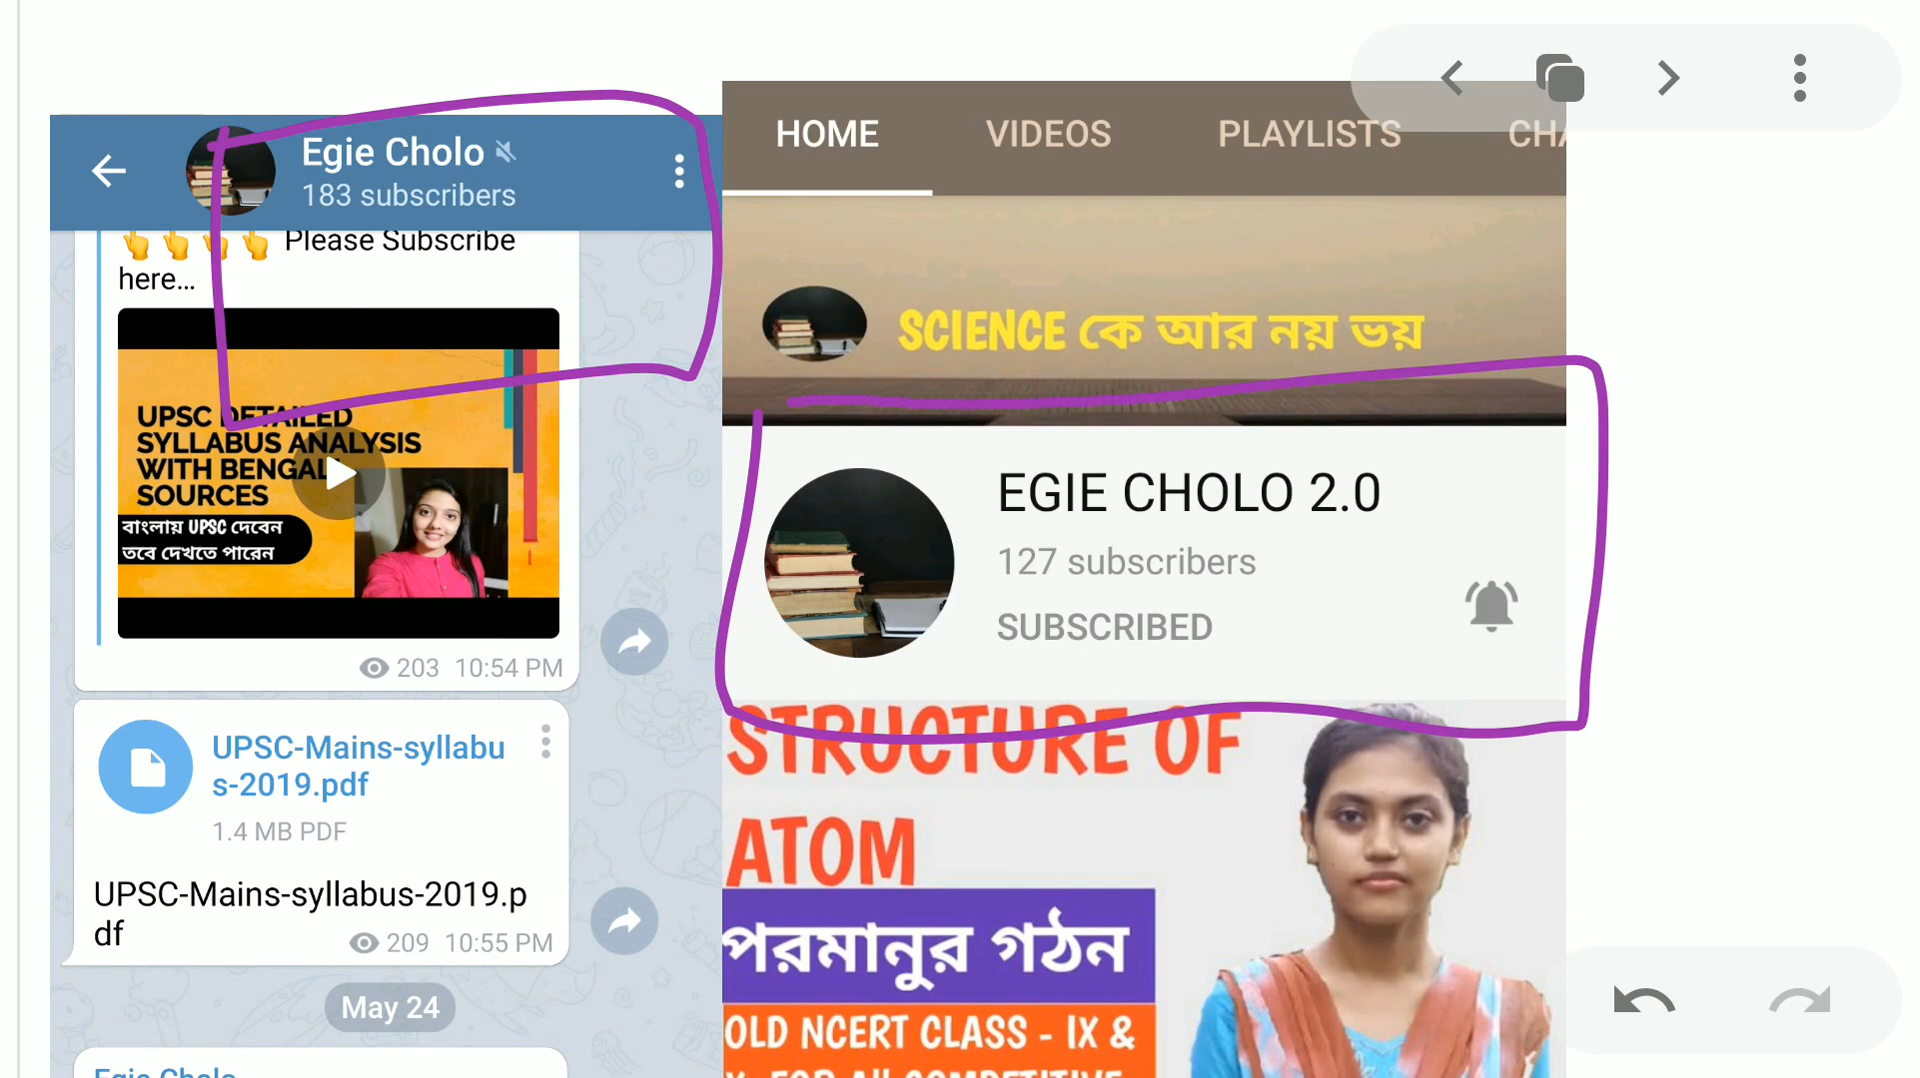 Egie Cholo
183 subscribers
Please Subscribe
here...
UPSC DETAILED
SYLLABUS ANALYSIS
WITH BENGALI
SOURCES
বাংলায় UPSC দেবেন
তবে দেখতে পারেন
203 10:54 PM
UPSC-Mains-syllabu
s-2019.pdf
1.4 MB PDF
UPSC-Mains-syllabus-2019.p
df
209 10:55 PM
May 24
Egie Cholo
HOME VIDEOS PLAYLISTS CHA
SCIENCE কে আর নয় ভয়
EGIE CHOLO 2.0
127 subscribers
SUBSCRIBED
STRUCTURE OF
ATOM
পরমানুর গঠন
OLD NCERT CLASS - IX &